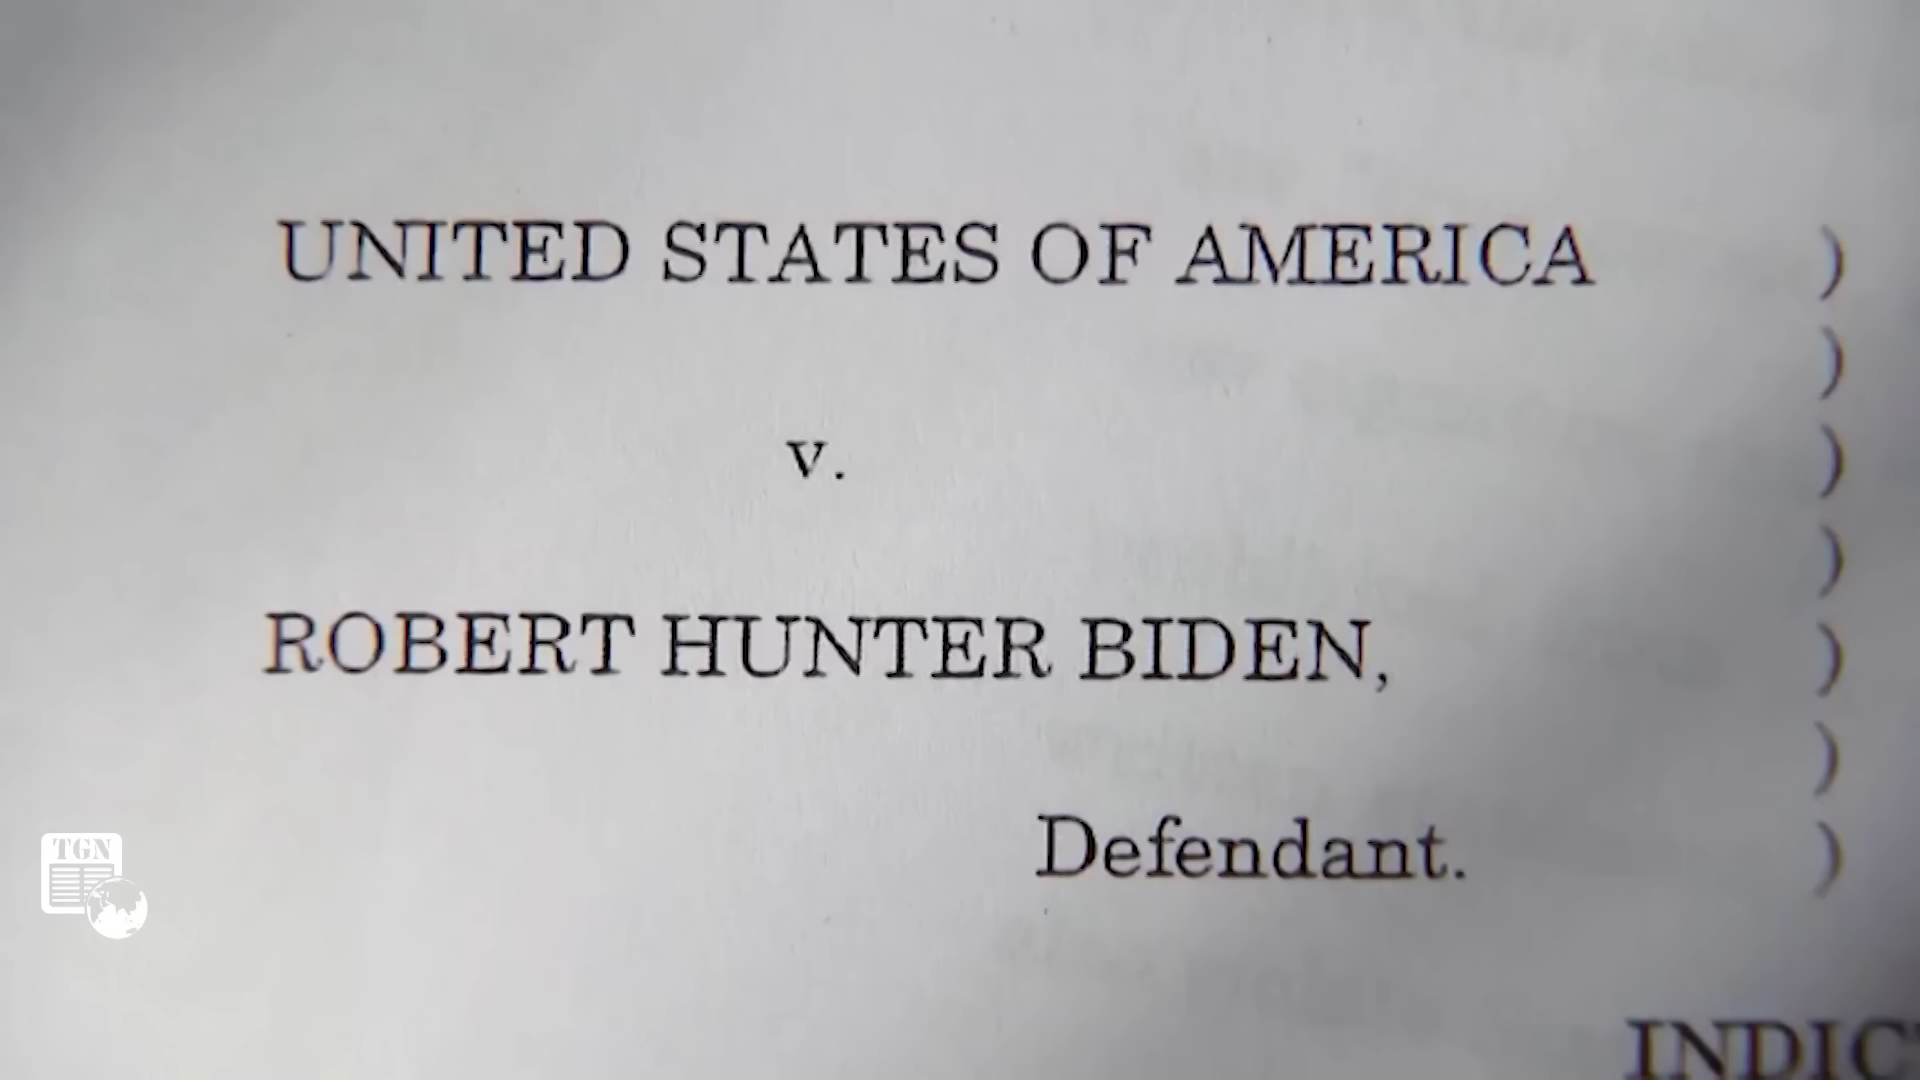 UNITED STATES OF AMERICA )
)
v. )
)
ROBERT HUNTER BIDEN, )
)
Defendant. )
TGN